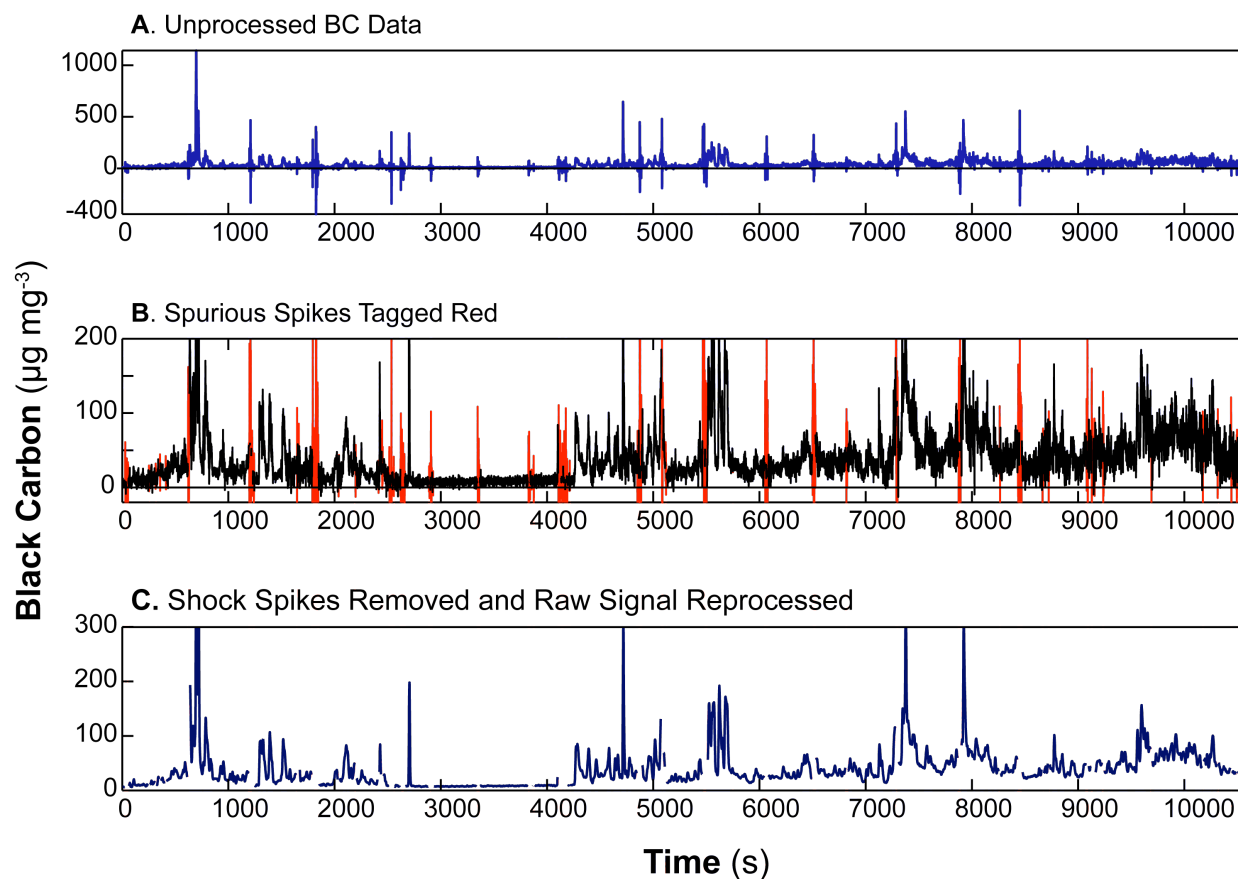 A. Unprocessed BC Data
1000
500
0
-400
0 1000 2000 3000 4000 5000 6000 7000 8000 9000 10000
B. Spurious Spikes Tagged Red
200
100
0
0 1000 2000 3000 4000 5000 6000 7000 8000 9000 10000
Black Carbon (µg mg-3)
C. Shock Spikes Removed and Raw Signal Reprocessed
300
200
100
0
0 1000 2000 3000 4000 5000 6000 7000 8000 9000 10000
Time (s)